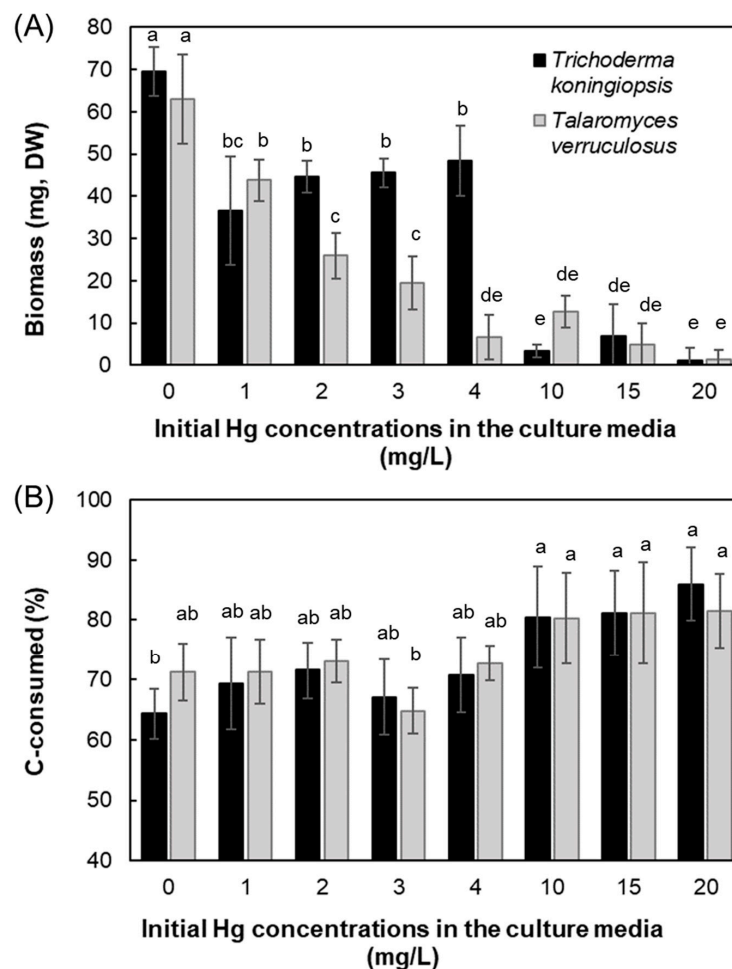 (A)
80
70
60
50
40
30
20
10
0
Biomass (mg, DW)
a a bc b b c b c b de e de de de e e
Trichoderma
koningiopsis
Talaromyces
verruculosus
0 1 2 3 4 10 15 20
Initial Hg concentrations in the culture media
(mg/L)
(B)
100
90
80
70
60
50
40
C-consumed (%)
b ab ab ab ab ab ab b ab ab a a a a a a
0 1 2 3 4 10 15 20
Initial Hg concentrations in the culture media
(mg/L)